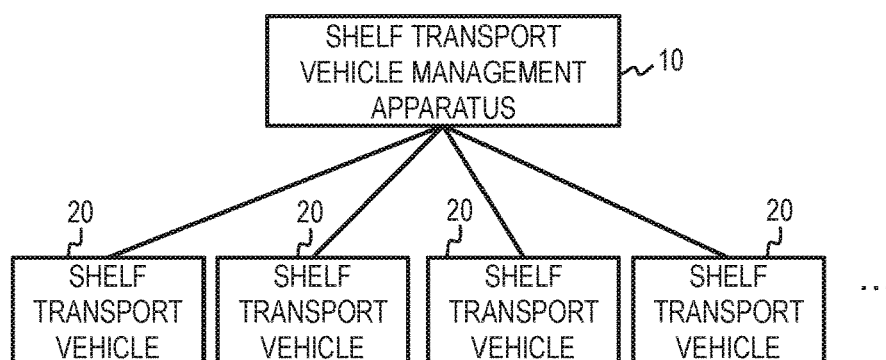 SHELF TRANSPORT
VEHICLE MANAGEMENT
APPARATUS
10
20 20 20 20
SHELF SHELF SHELF SHELF
TRANSPORT TRANSPORT TRANSPORT TRANSPORT
VEHICLE VEHICLE VEHICLE VEHICLE
..